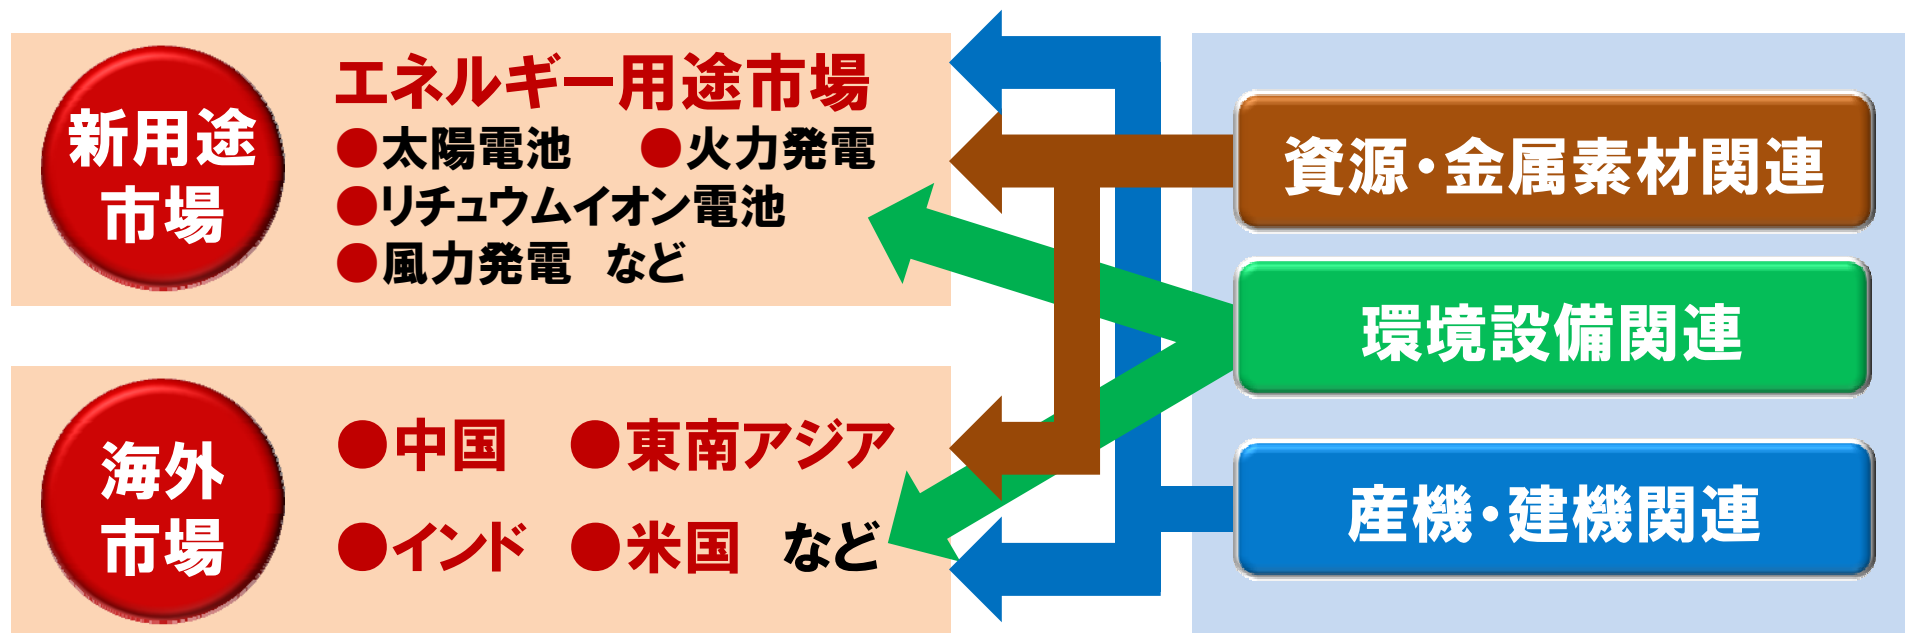 新用途
市場
エネルギー用途市場
●太陽電池　●火力発電
●リチュウムイオン電池
●風力発電　など
海外
市場
●中国　●東南アジア
●インド　●米国　など
資源・金属素材関連
環境設備関連
産機・建機関連